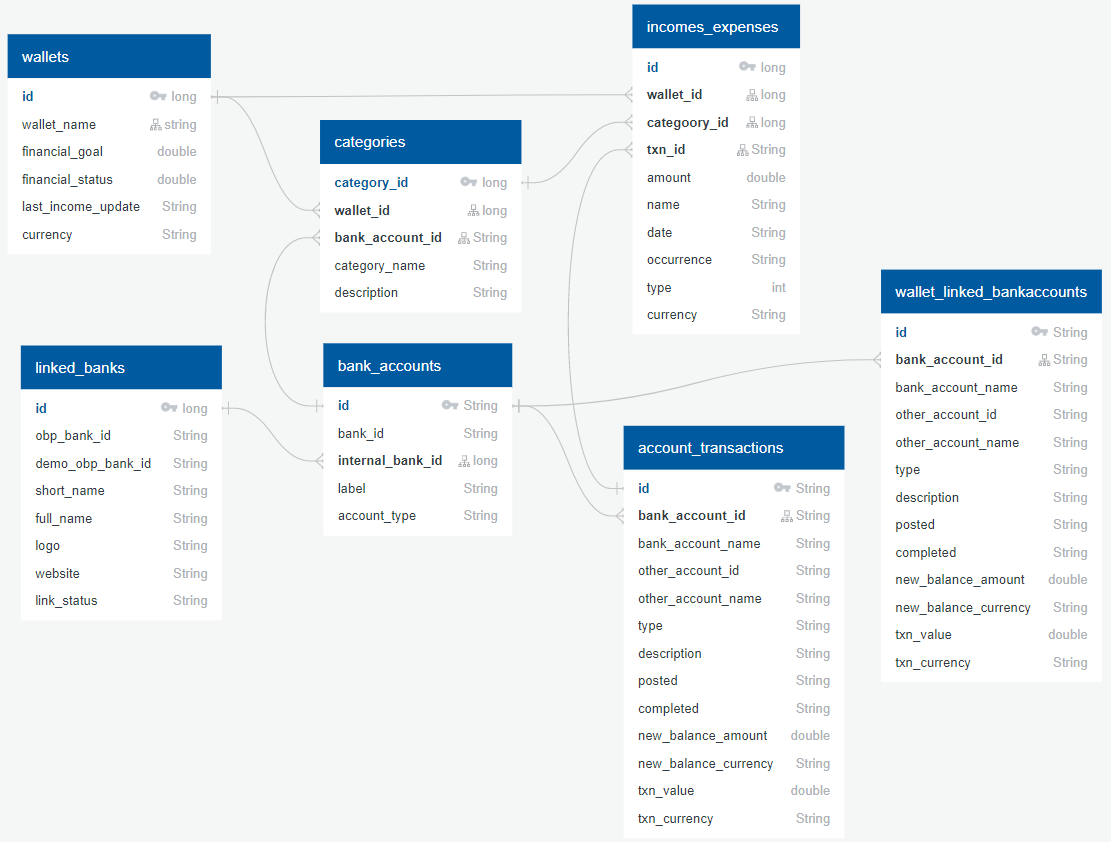 wallets
id long
wallet_name string
financial_goal double
financial_status double
last_income_update String
currency String
categories
category_id long
wallet_id long
bank_account_id String
category_name String
description String
incomes_expenses
id long
wallet_id long
categoory_id long
txn_id String
amount double
name String
date String
occurrence String
type int
currency String
linked_banks
id long
obp_bank_id String
demo_obp_bank_id String
short_name String
full_name String
logo String
website String
link_status String
bank_accounts
id String
bank_id String
internal_bank_id long
label String
account_type String
account_transactions
id String
bank_account_id String
bank_account_name String
other_account_id String
other_account_name String
type String
description String
posted String
completed String
new_balance_amount double
new_balance_currency String
txn_value double
txn_currency String
wallet_linked_bankaccounts
id String
bank_account_id String
bank_account_name String
other_account_id String
other_account_name String
type String
description String
posted String
completed String
new_balance_amount double
new_balance_currency String
txn_value double
txn_currency String